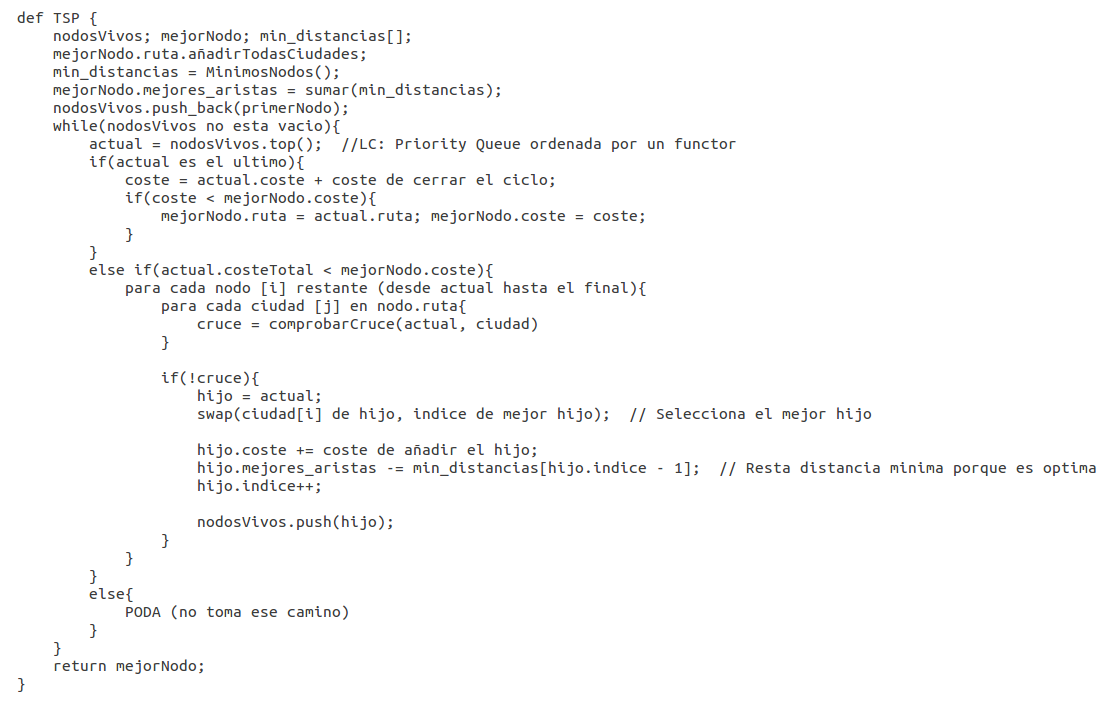 def TSP {
    nodosVivos; mejorNodo; min_distancias[];
    mejorNodo.ruta.añadirTodasCiudades;
    min_distancias = MinimosNodos();
    mejorNodo.mejores_aristas = sumar(min_distancias);
    nodosVivos.push_back(primerNodo);
    while(nodosVivos no esta vacio){
        actual = nodosVivos.top();  //LC: Priority Queue ordenada por un functor
        if(actual es el ultimo){
            coste = actual.coste + coste de cerrar el ciclo;
            if(coste < mejorNodo.coste){
                mejorNodo.ruta = actual.ruta; mejorNodo.coste = coste;
            }
        }
        else if(actual.costeTotal < mejorNodo.coste){
            para cada nodo [i] restante (desde actual hasta el final){
                para cada ciudad [j] en nodo.ruta{
                    cruce = comprobarCruce(actual, ciudad)
                }

                if(!cruce){
                    hijo = actual;
                    swap(ciudad[i] de hijo, indice de mejor hijo);  // Selecciona el mejor hijo

                    hijo.coste += coste de añadir el hijo;
                    hijo.mejores_aristas -= min_distancias[hijo.indice - 1];  // Resta distancia minima porque es optima
                    hijo.indice++;

                    nodosVivos.push(hijo);
                }
            }
        }
        else{
            PODA (no toma ese camino)
        }
    }
    return mejorNodo;
}